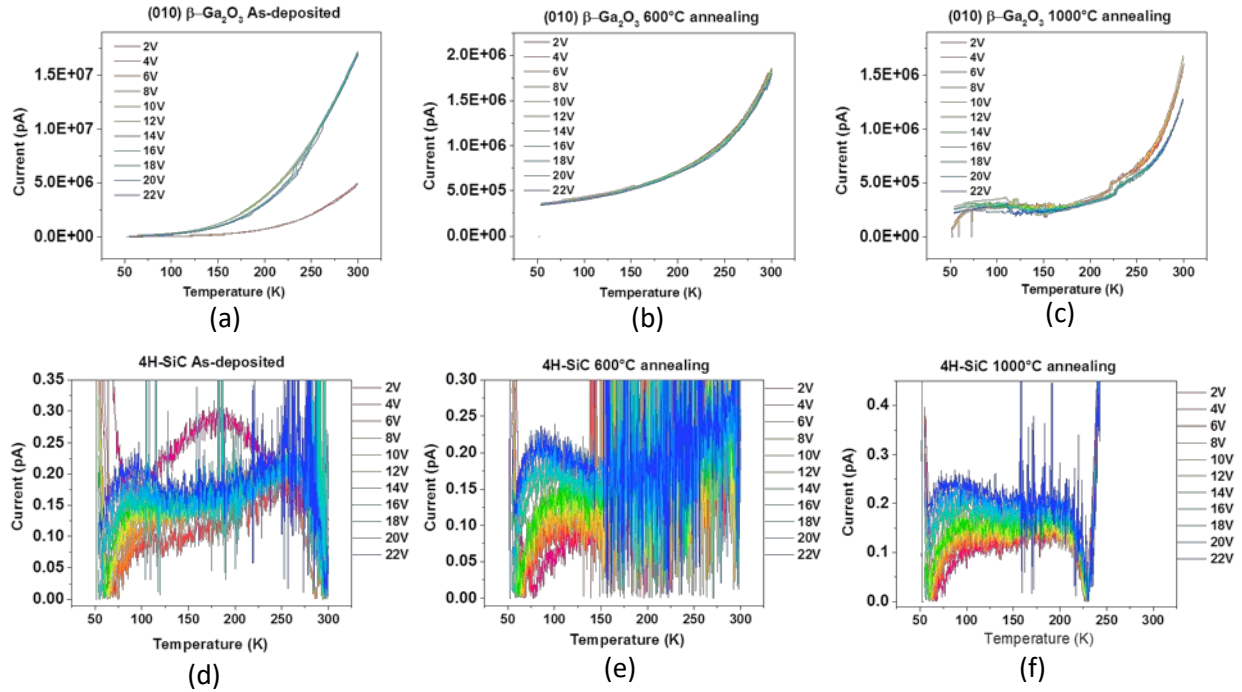 (010) β–Ga₂O₃ As-deposited
1.5E+07
1.0E+07
5.0E+06
0.0E+00
Current (pA)
2V
4V
6V
8V
10V
12V
14V
16V
18V
20V
22V
50 100 150 200 250 300
Temperature (K)
(a)
(010) β–Ga₂O₃ 600°C annealing
2.0E+06
1.5E+06
1.0E+06
5.0E+05
0.0E+00
Current (pA)
2V
4V
6V
8V
10V
12V
14V
16V
18V
20V
22V
50 100 150 200 250 300
Temperature (K)
(b)
(010) β–Ga₂O₃ 1000°C annealing
1.5E+06
1.0E+06
5.0E+05
0.0E+00
Current (pA)
2V
4V
6V
8V
10V
12V
14V
16V
18V
20V
22V
50 100 150 200 250 300
Temperature (K)
(c)
4H-SiC As-deposited
0.35
0.30
0.25
0.20
0.15
0.10
0.05
0.00
Current (pA)
2V
4V
6V
8V
10V
12V
14V
16V
18V
20V
22V
50 100 150 200 250 300
Temperature (K)
(d)
4H-SiC 600°C annealing
0.30
0.25
0.20
0.15
0.10
0.05
0.00
Current (pA)
2V
4V
6V
8V
10V
12V
14V
16V
18V
20V
22V
50 100 150 200 250 300
Temperature (K)
(e)
4H-SiC 1000°C annealing
0.4
0.3
0.2
0.1
0.0
Current (pA)
2V
4V
6V
8V
10V
12V
14V
16V
18V
20V
22V
50 100 150 200 250 300
Temperature (K)
(f)